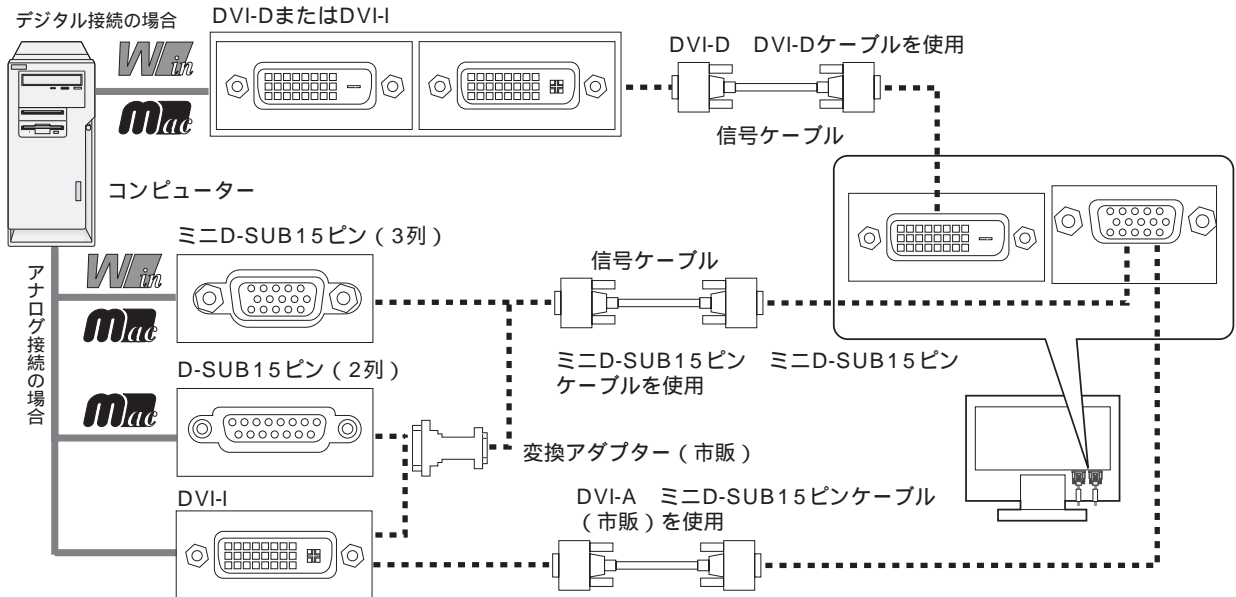 デジタル接続の場合
DVI-DまたはDVI-I
Win
Mac
DVI-D　DVI-Dケーブルを使用
信号ケーブル
コンピューター
アナログ接続の場合
ミニD-SUB15ピン（3列）
Win
Mac
信号ケーブル
ミニD-SUB15ピン　ミニD-SUB15ピン
ケーブルを使用
D-SUB15ピン（2列）
Mac
変換アダプター（市販）
DVI-I
DVI-A　ミニD-SUB15ピンケーブル
（市販）を使用